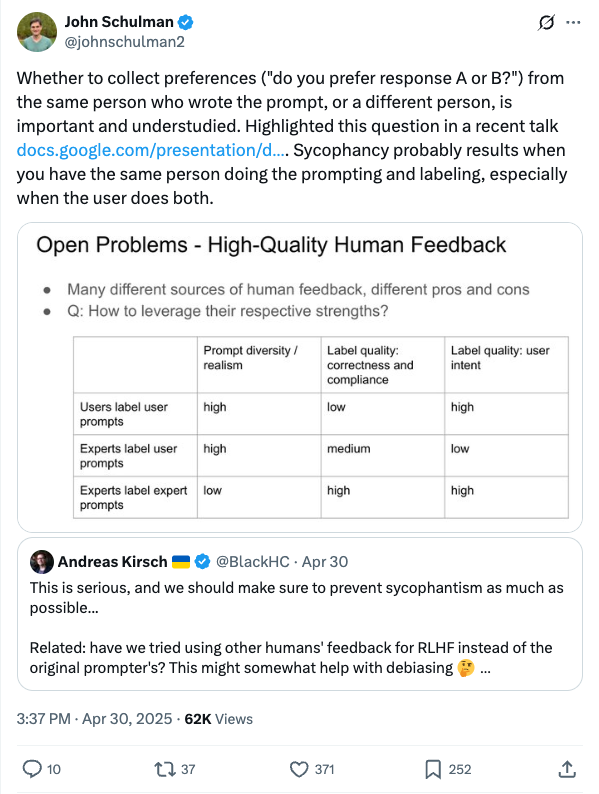 John Schulman
@johnschulman2
Whether to collect preferences ("do you prefer response A or B?") from
the same person who wrote the prompt, or a different person, is
important and understudied. Highlighted this question in a recent talk
docs.google.com/presentation/d.... Sycophancy probably results when
you have the same person doing the prompting and labeling, especially
when the user does both.
Open Problems - High-Quality Human Feedback
● Many different sources of human feedback, different pros and cons
● Q: How to leverage their respective strengths?
Prompt diversity / realism
Label quality: correctness and compliance
Label quality: user intent
Users label user prompts
high
low
high
Experts label user prompts
high
medium
low
Experts label expert prompts
low
high
high
Andreas Kirsch 🇺🇦 @BlackHC · Apr 30
This is serious, and we should make sure to prevent sycophantism as much as
possible...
Related: have we tried using other humans' feedback for RLHF instead of the
original prompter's? This might somewhat help with debiasing 🤔 ...
3:37 PM · Apr 30, 2025 · 62K Views
10
37
371
252